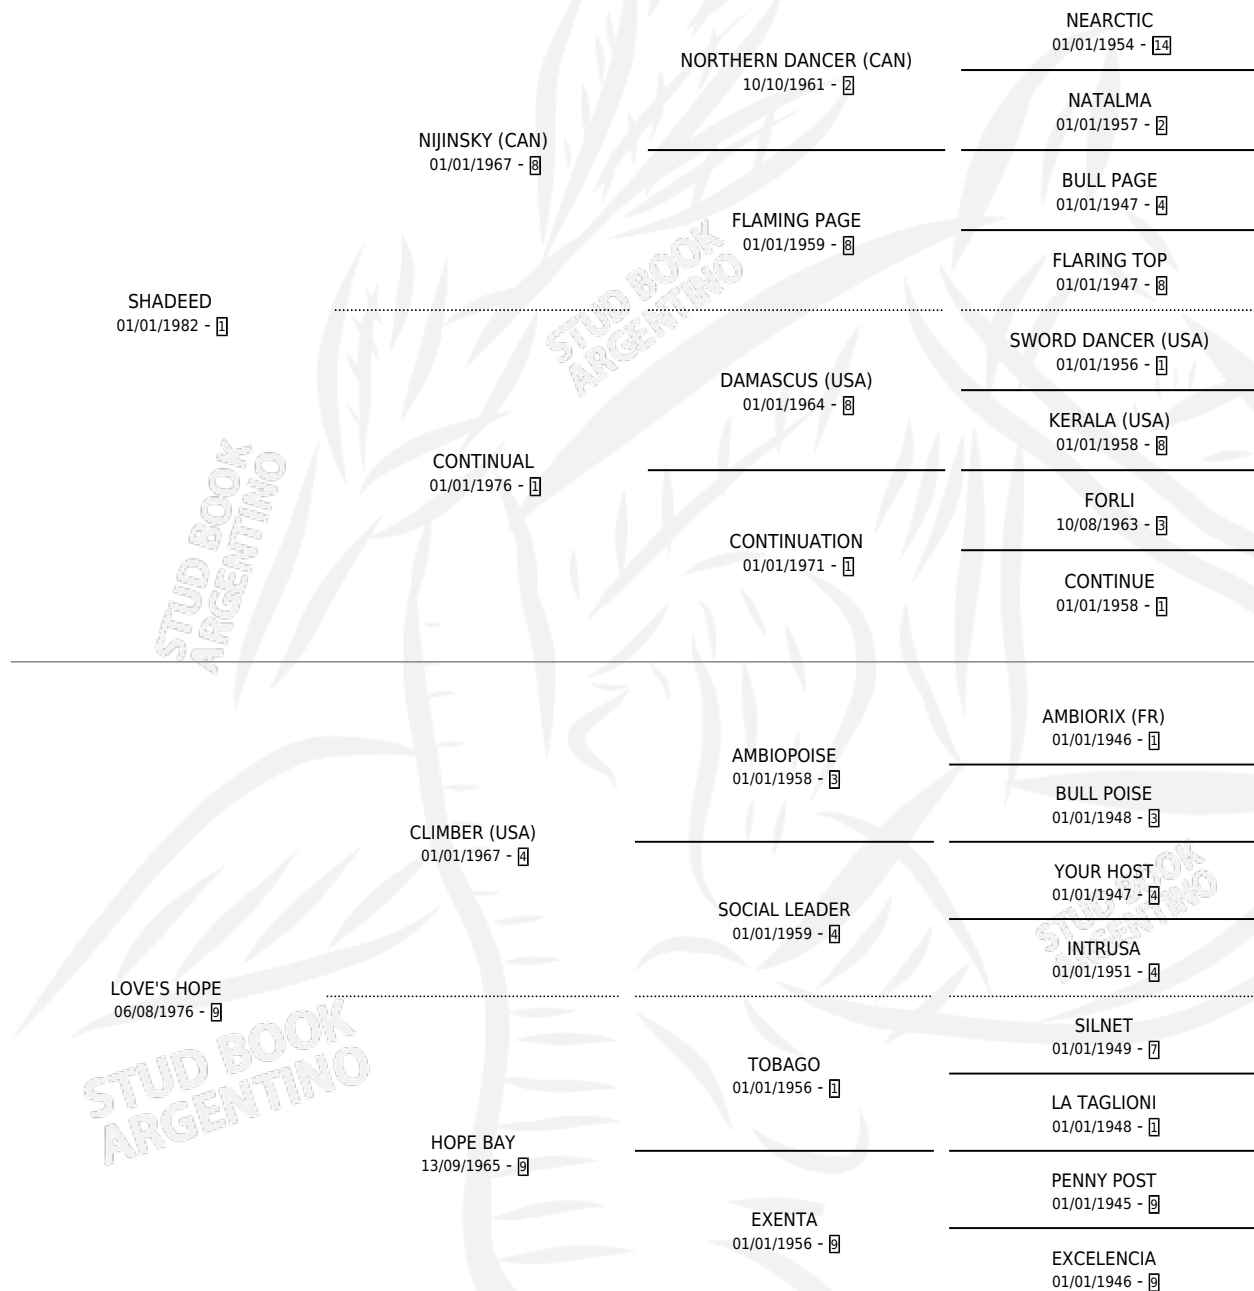 NEARCTIC
01/01/1954 - 14
NORTHERN DANCER (CAN)
10/10/1961 - 2
NATALMA
01/01/1957 - 2
NIJINSKY (CAN)
01/01/1967 - 8
BULL PAGE
01/01/1947 - 4
FLAMING PAGE
01/01/1959 - 8
FLARING TOP
01/01/1947 - 8
SHADEED
01/01/1982 - 1
SWORD DANCER (USA)
01/01/1956 - 1
DAMASCUS (USA)
01/01/1964 - 8
KERALA (USA)
01/01/1958 - 8
CONTINUAL
01/01/1976 - 1
FORLI
10/08/1963 - 3
CONTINUATION
01/01/1971 - 1
CONTINUE
01/01/1958 - 1
AMBIORIX (FR)
01/01/1946 - 1
AMBIOPOISE
01/01/1958 - 3
BULL POISE
01/01/1948 - 3
CLIMBER (USA)
01/01/1967 - 4
YOUR HOST
01/01/1947 - 4
SOCIAL LEADER
01/01/1959 - 4
INTRUSA
01/01/1951 - 4
LOVE'S HOPE
06/08/1976 - 9
SILNET
01/01/1949 - 7
TOBAGO
01/01/1956 - 1
LA TAGLIONI
01/01/1948 - 1
HOPE BAY
13/09/1965 - 9
PENNY POST
01/01/1945 - 9
EXENTA
01/01/1956 - 9
EXCELENCIA
01/01/1946 - 9
STUD BOOK
ARGENTINO
STUD BOOK
ARGENTINO
STUD BOOK
ARGENTINO
STUD BOOK
ARGENTINO